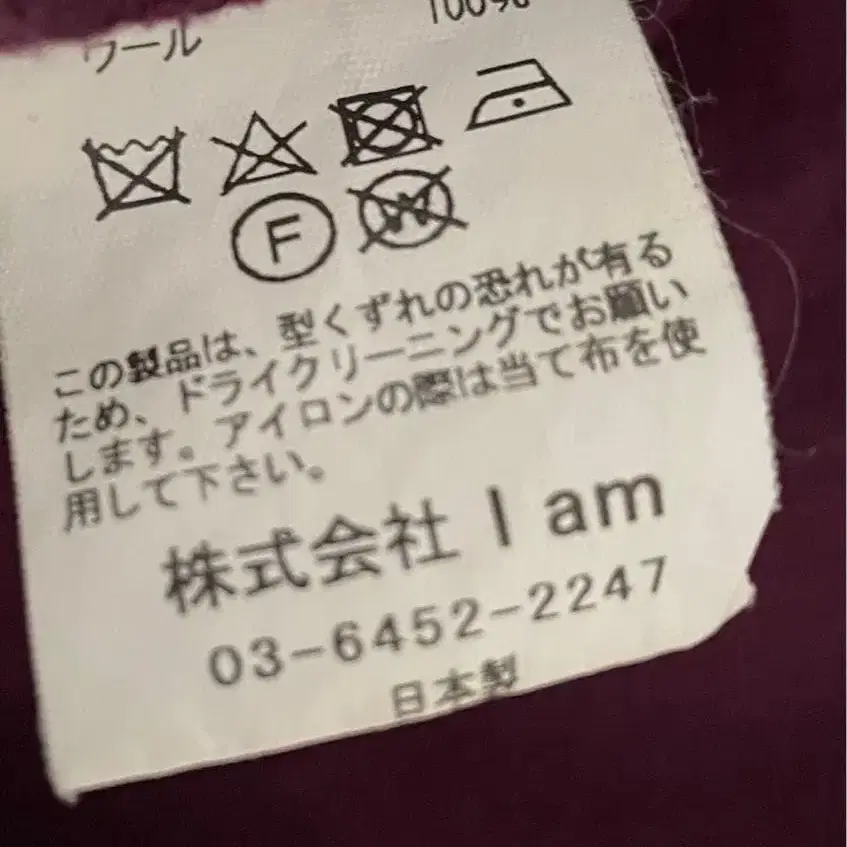 ウール 100%
F W
この製品は、型くずれの恐れが有る
ため、ドライクリーニングでお願い
します。アイロンの際は当て布を使
用して下さい。
株式会社 I am
03-6452-2247
日本製